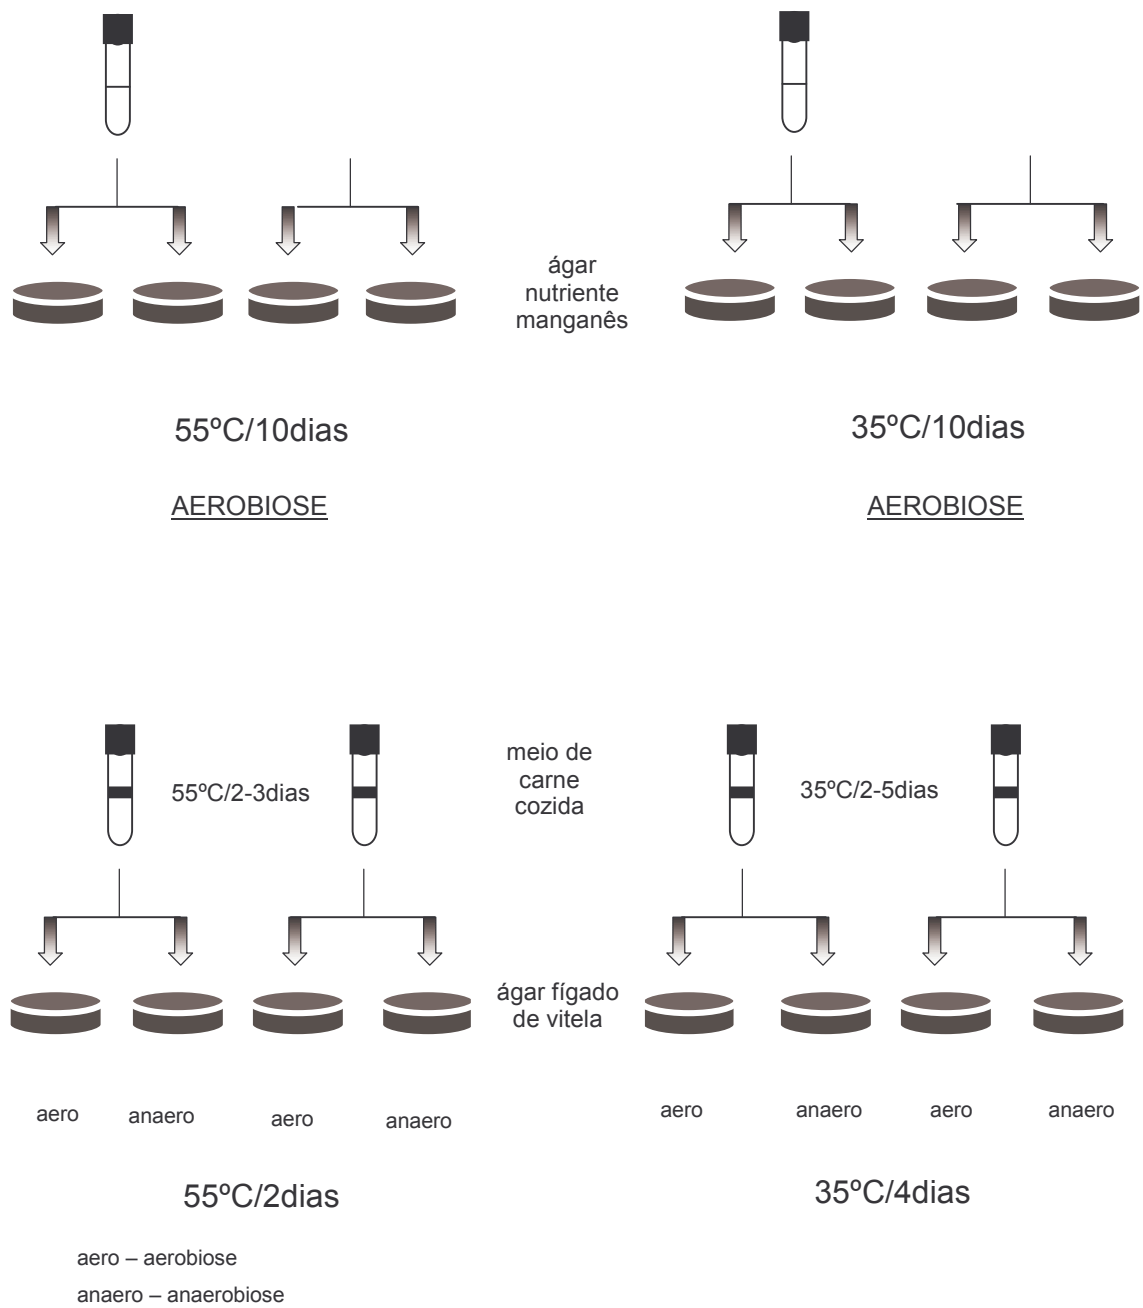 ágar
nutriente
manganês
55ºC/10dias
35ºC/10dias
AEROBIOSE
AEROBIOSE
55ºC/2-3dias
meio de
carne
cozida
35ºC/2-5dias
ágar fígado
de vitela
aero
anaero
aero
anaero
aero
anaero
aero
anaero
55ºC/2dias
35ºC/4dias
aero – aerobiose
anaero – anaerobiose